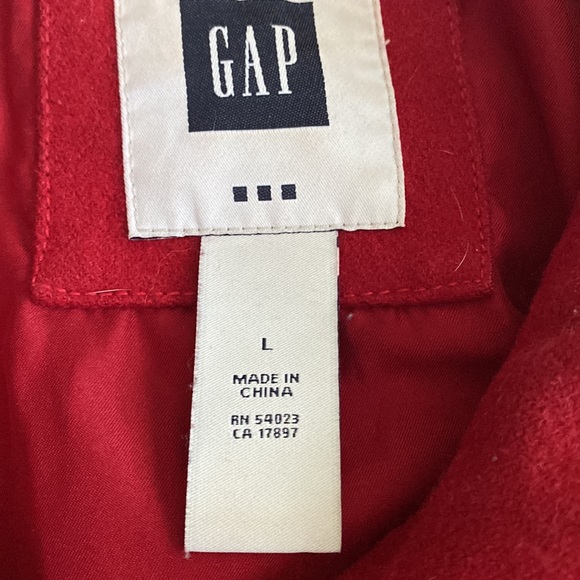 GAP
L
MADE IN
CHINA
RN 54023
CA 17897